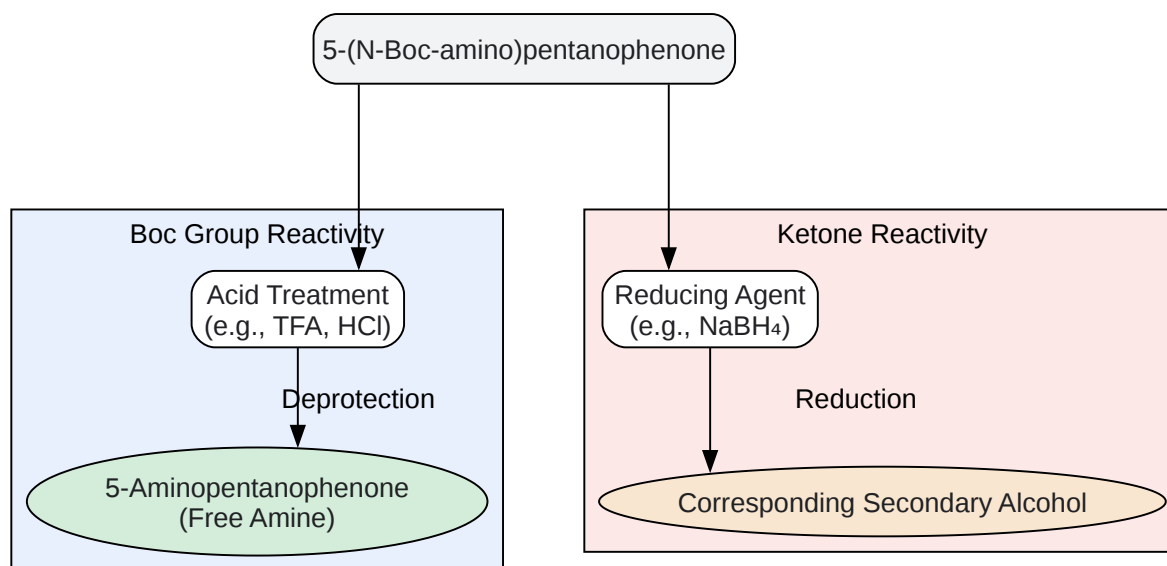 5-(N-Boc-amino)pentanophenone
Boc Group Reactivity
Acid Treatment
(e.g., TFA, HCl)
Deprotection
5-Aminopentanophenone
(Free Amine)
Ketone Reactivity
Reducing Agent
(e.g., NaBH₄)
Reduction
Corresponding Secondary Alcohol